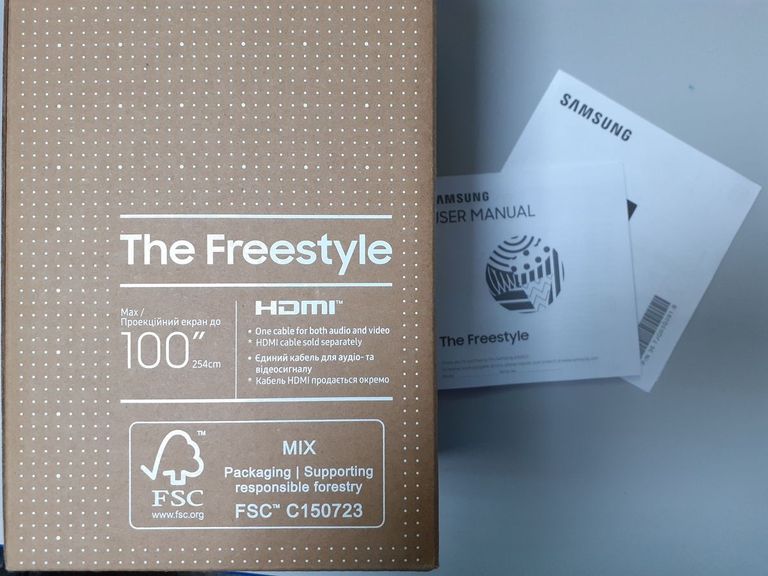 The Freestyle
Max /
Проекційний екран до
100" 254cm
HDMI™
• One cable for both audio and video
* HDMI cable sold separately
• Єдиний кабель для аудіо- та
відеосигналу
* Кабель HDMI продається окремо
FSC™
www.fsc.org
MIX
Packaging | Supporting
responsible forestry
FSC™ C150723
SAMSUNG
AMSUNG
USER MANUAL
The Freestyle